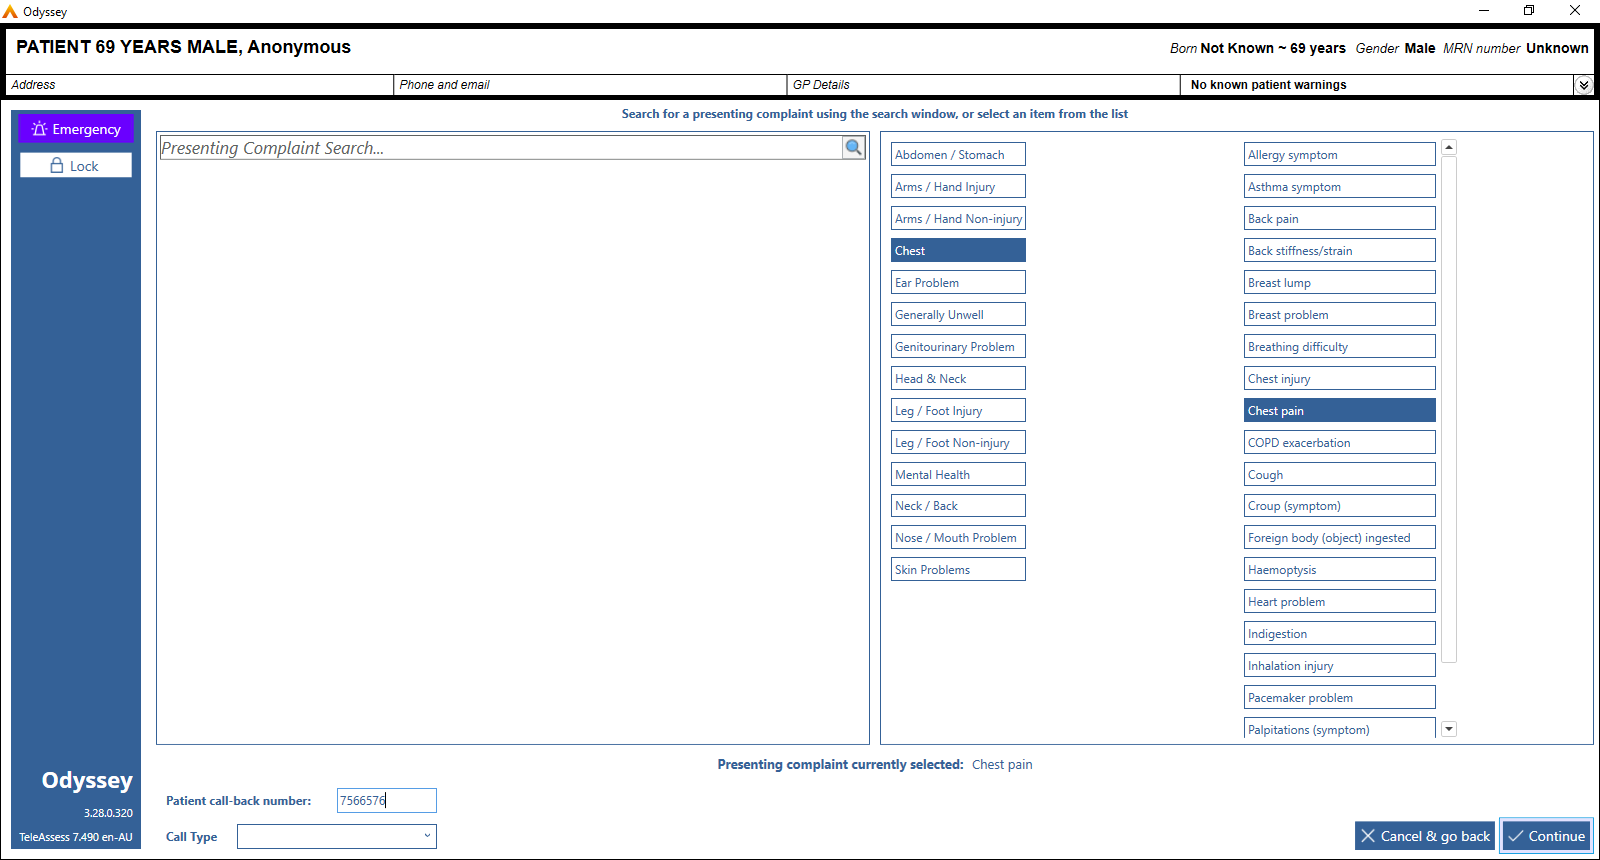 Odyssey
PATIENT 69 YEARS MALE, Anonymous
Born Not Known ~ 69 years Gender Male MRN number Unknown
Address
Phone and email
GP Details
No known patient warnings
Emergency
Lock
Search for a presenting complaint using the search window, or select an item from the list
Presenting Complaint Search...
Abdomen / Stomach
Arms / Hand Injury
Arms / Hand Non-injury
Chest
Ear Problem
Generally Unwell
Genitourinary Problem
Head & Neck
Leg / Foot Injury
Leg / Foot Non-injury
Mental Health
Neck / Back
Nose / Mouth Problem
Skin Problems
Allergy symptom
Asthma symptom
Back pain
Back stiffness/strain
Breast lump
Breast problem
Breathing difficulty
Chest injury
Chest pain
COPD exacerbation
Cough
Croup (symptom)
Foreign body (object) ingested
Haemoptysis
Heart problem
Indigestion
Inhalation injury
Pacemaker problem
Palpitations (symptom)
Presenting complaint currently selected: Chest pain
Odyssey
3.28.0.320
TeleAssess 7.490 en-AU
Patient call-back number: 7566576
Call Type
Cancel & go back
Continue